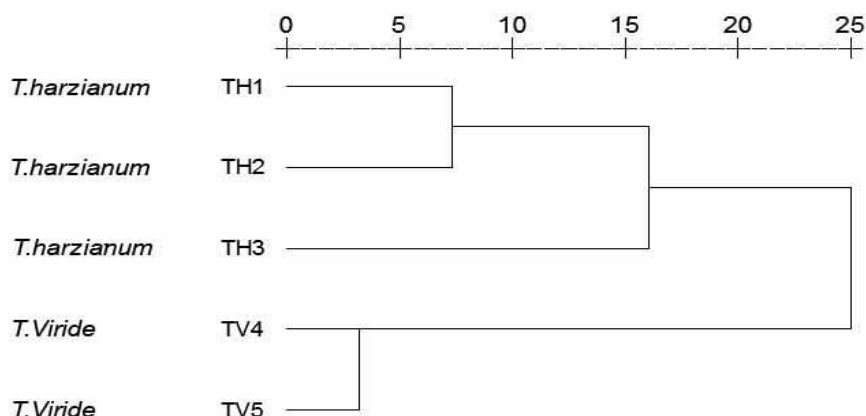 0 5 10 15 20 25
T.harzianum TH1
T.harzianum TH2
T.harzianum TH3
T.Viride TV4
T.Viride TV5